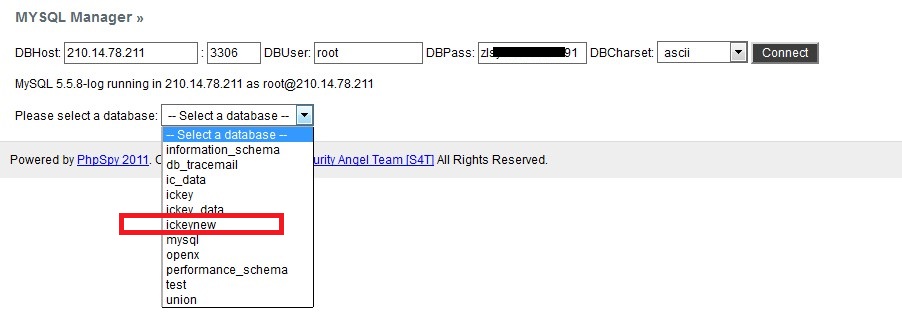 MYSQL Manager »
DBHost: 210.14.78.211 : 3306 DBUser: root DBPass: zls 91 DBCharset: ascii Connect
MySQL 5.5.8-log running in 210.14.78.211 as root@210.14.78.211
Please select a database: -- Select a database --
-- Select a database --
information_schema
db_tracemail
ic_data
ickey
ickey_data
ickeynew
mysql
openx
performance_schema
test
union
Powered by PhpSpy 2011. urity Angel Team [S4T] All Rights Reserved.